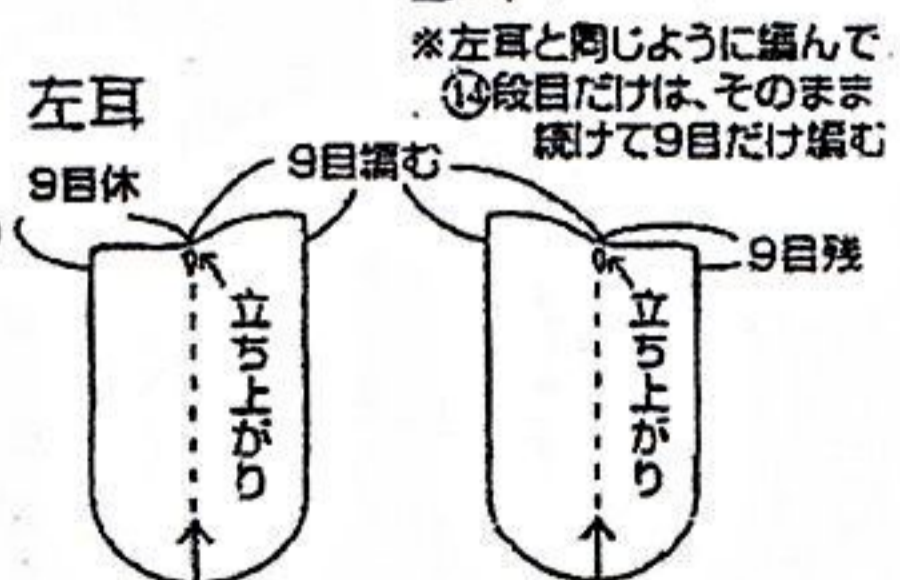 ※左耳と同じように編んで
⑭段目だけは、そのまま
続けて9目だけ編む
左耳
9目休
9目編む
9目残
立ち上がり
立ち上がり